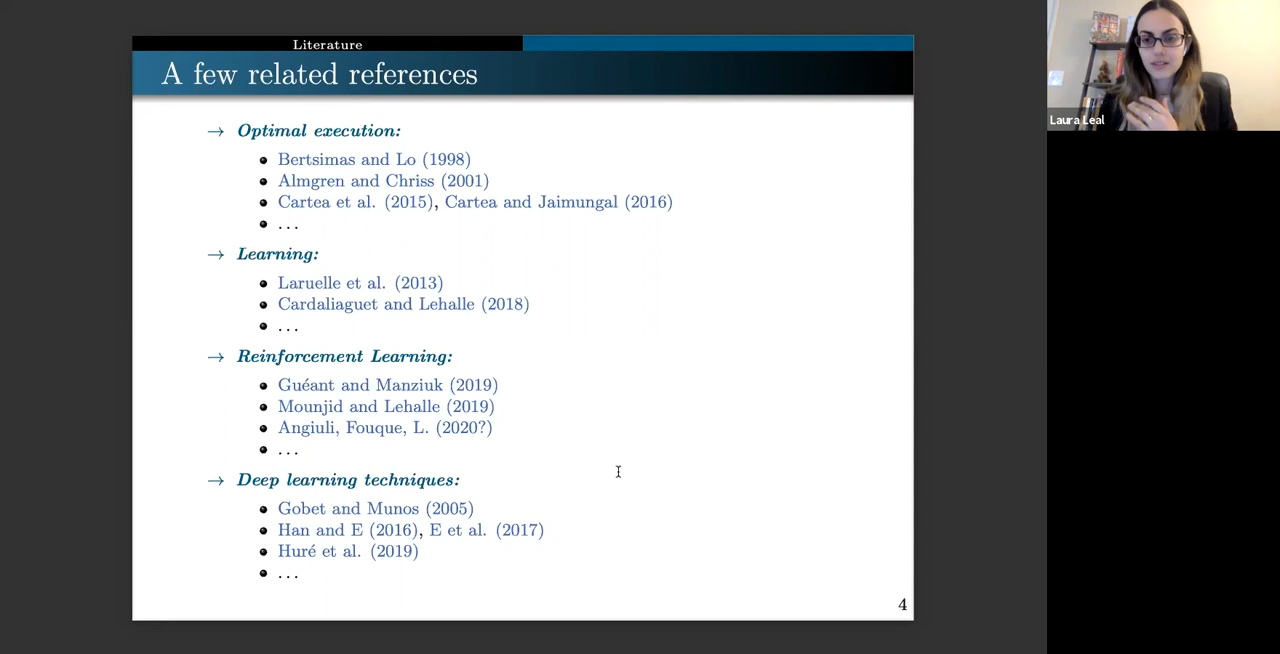 Literature
A few related references
→ Optimal execution:
• Bertsimas and Lo (1998)
• Almgren and Chriss (2001)
• Cartea et al. (2015), Cartea and Jaimungal (2016)
• ...
→ Learning:
• Laruelle et al. (2013)
• Cardaliaguet and Lehalle (2018)
• ...
→ Reinforcement Learning:
• Guéant and Manziuk (2019)
• Mounjid and Lehalle (2019)
• Angiuli, Fouque, L. (2020?)
• ...
→ Deep learning techniques:
• Gobet and Munos (2005)
• Han and E (2016), E et al. (2017)
• Huré et al. (2019)
• ...
4
Laura Leal